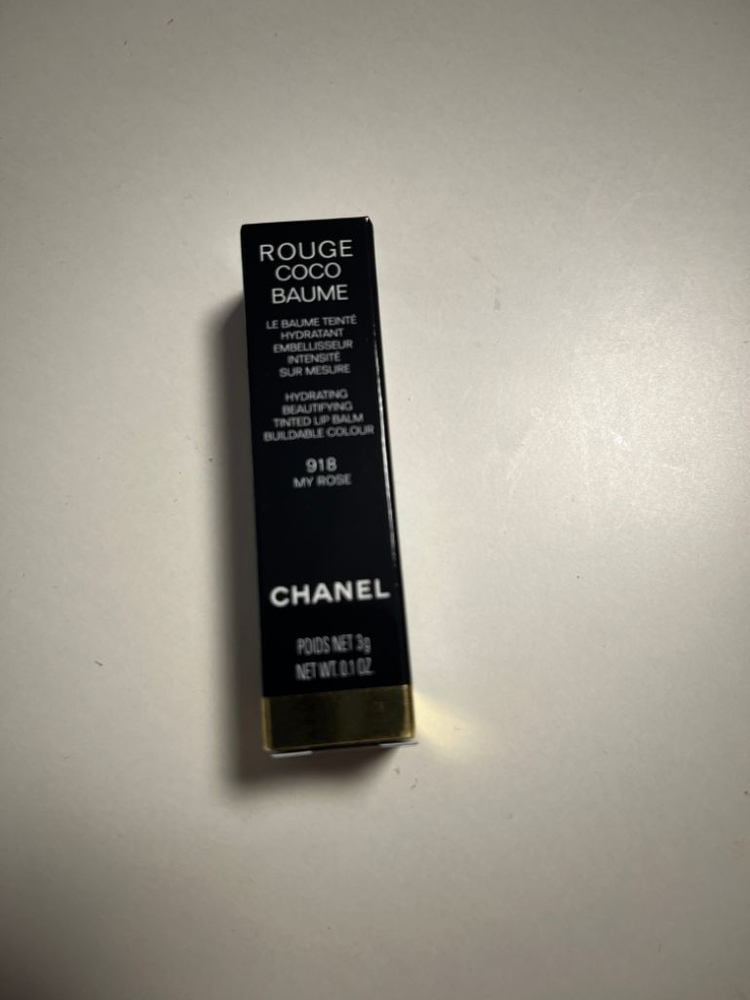 ROUGE
COCO
BAUME
LE BAUME TEINTÉ
HYDRATANT
EMBELLISSEUR
INTENSITÉ
SUR MESURE
HYDRATING
BEAUTIFYING
TINTED LIP BALM
BUILDABLE COLOUR
918
MY ROSE
CHANEL
POIDS NET 3g
NET WT. 0.1 OZ.